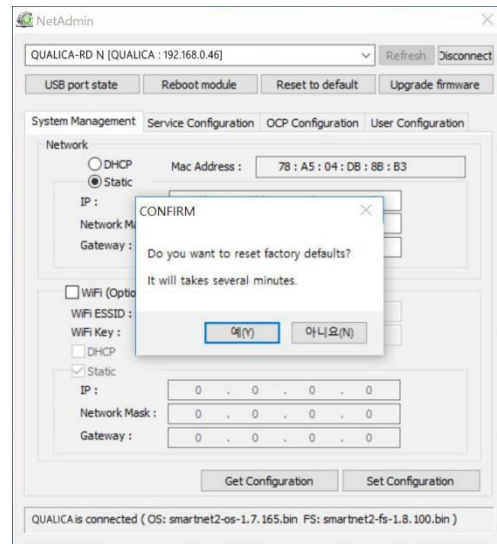 NetAdmin
QUALICA-RD N [QUALICA : 192.168.0.46]
Refresh
Disconnect
USB port state
Reboot module
Reset to default
Upgrade firmware
System Management
Service Configuration
OCP Configuration
User Configuration
Network
DHCP
Mac Address :
78 : A5 : 04 : DB : 8B : B3
Static
IP :
Network Ma
Gateway :
CONFIRM
Do you want to reset factory defaults?
It will takes several minutes.
예(Y)
아니요(N)
WiFi (Optio
WiFi ESSID :
WiFi Key :
DHCP
Static
IP :
0 . 0 . 0 . 0
Network Mask :
0 . 0 . 0 . 0
Gateway :
0 . 0 . 0 . 0
Get Configuration
Set Configuration
QUALICA is connected ( OS: smartnet2-os-1.7.165.bin FS: smartnet2-fs-1.8.100.bin )